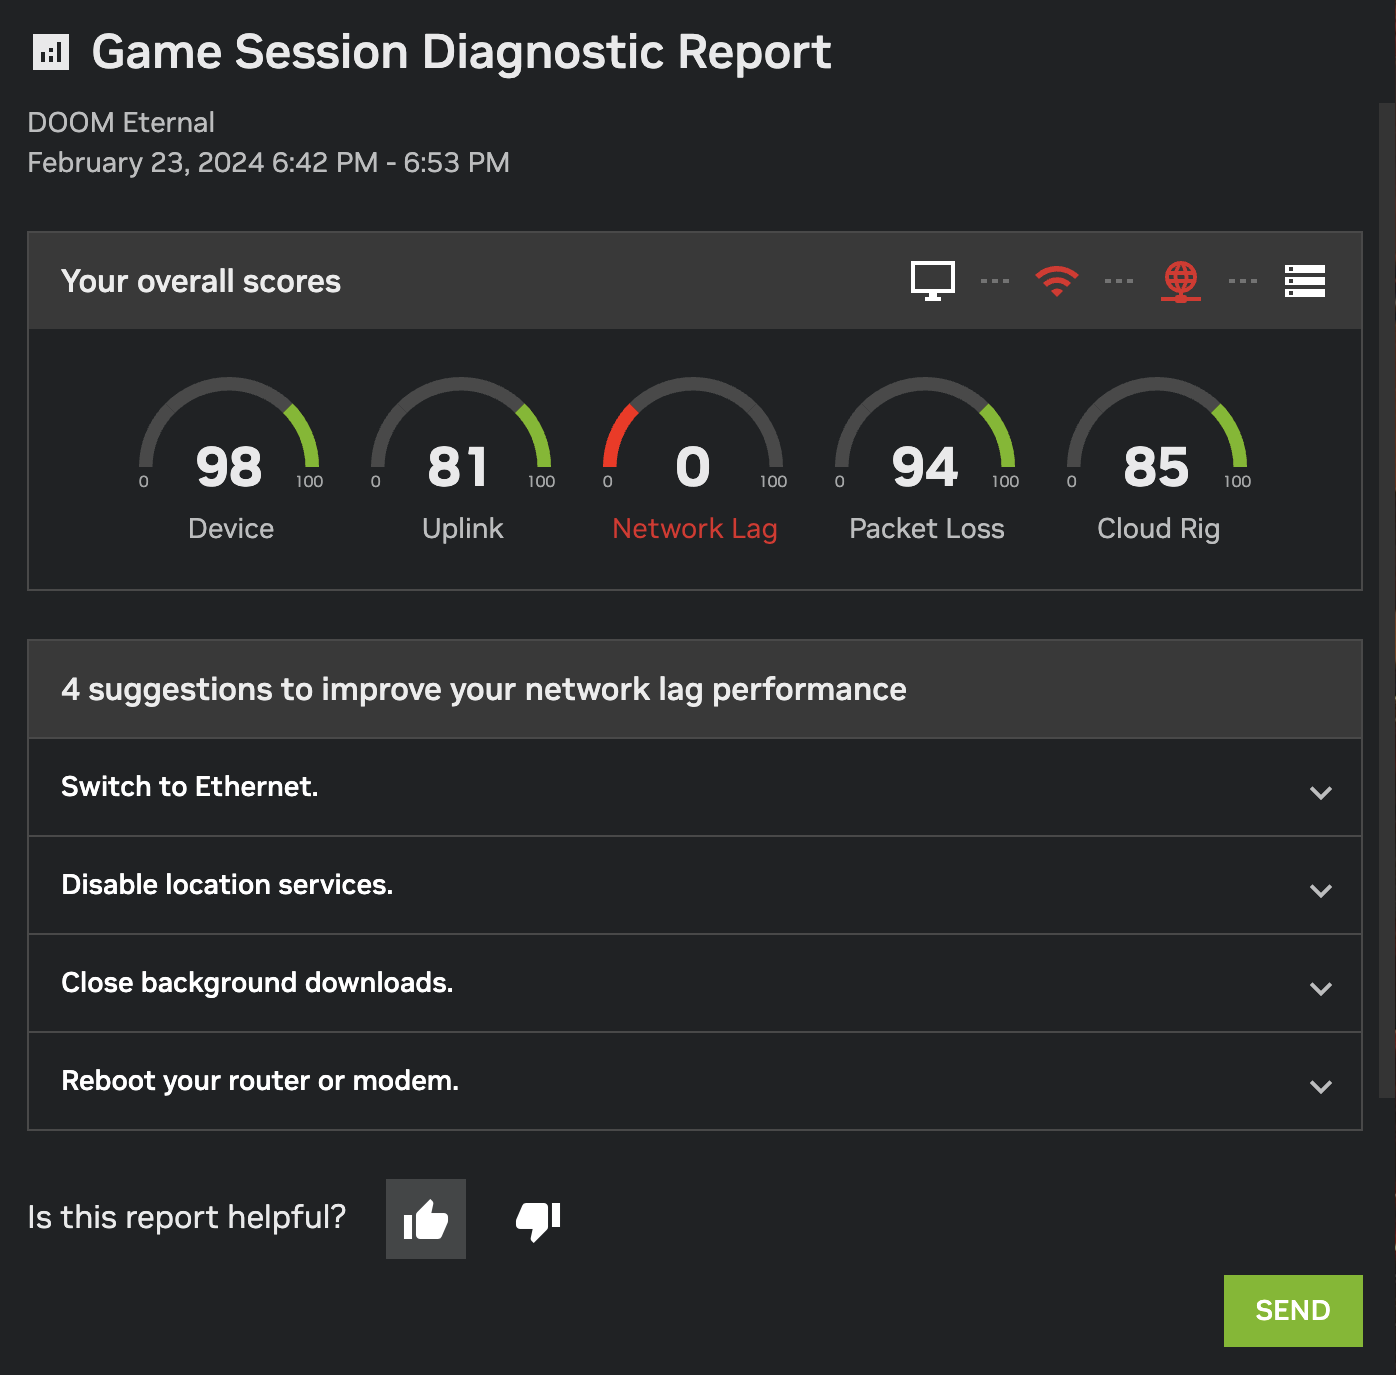 Game Session Diagnostic Report
DOOM Eternal
February 23, 2024 6:42 PM - 6:53 PM
Your overall scores
98
0 100
Device
81
0 100
Uplink
0
0 100
Network Lag
94
0 100
Packet Loss
85
0 100
Cloud Rig
4 suggestions to improve your network lag performance
Switch to Ethernet.
Disable location services.
Close background downloads.
Reboot your router or modem.
Is this report helpful?
SEND